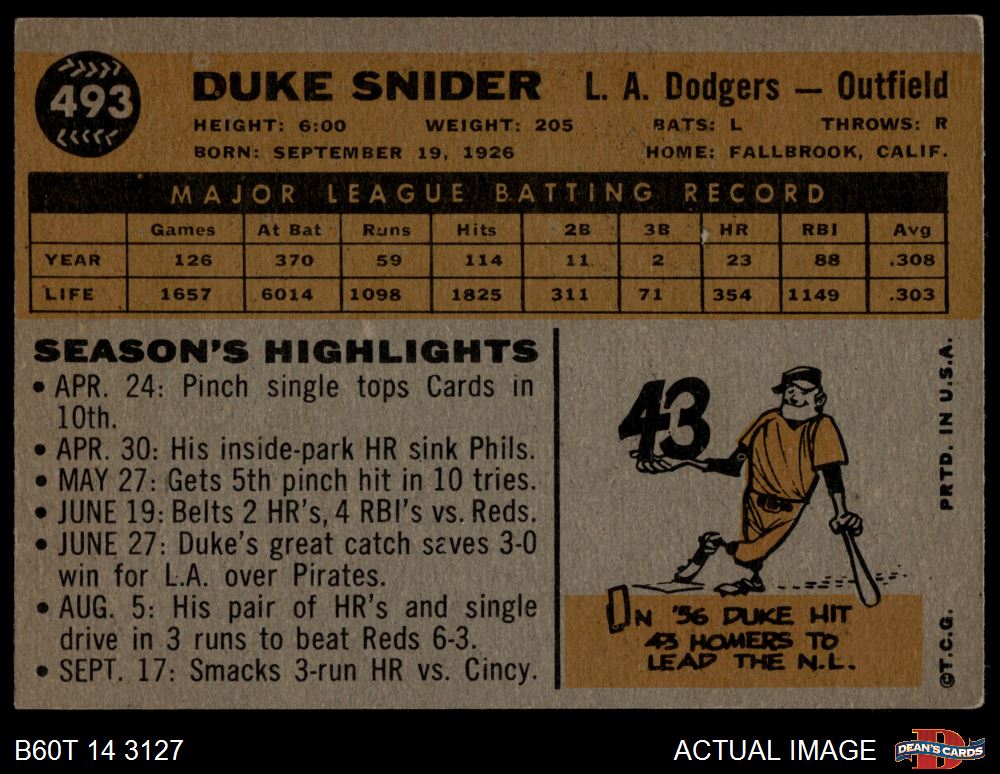 493
DUKE SNIDER L. A. Dodgers — Outfield
HEIGHT: 6:00 WEIGHT: 205 BATS: L THROWS: R
BORN: SEPTEMBER 19, 1926 HOME: FALLBROOK, CALIF.
MAJOR LEAGUE BATTING RECORD
Games At Bat Runs Hits 2B 3B HR RBI Avg
YEAR 126 370 59 114 11 2 23 88 .308
LIFE 1657 6014 1098 1825 311 71 354 1149 .303
SEASON'S HIGHLIGHTS
• APR. 24: Pinch single tops Cards in
10th.
• APR. 30: His inside-park HR sink Phils.
• MAY 27: Gets 5th pinch hit in 10 tries.
• JUNE 19: Belts 2 HR's, 4 RBI's vs. Reds.
• JUNE 27: Duke's great catch saves 3-0
win for L.A. over Pirates.
• AUG. 5: His pair of HR's and single
drive in 3 runs to beat Reds 6-3.
• SEPT. 17: Smacks 3-run HR vs. Cincy.
43
IN '56 DUKE HIT
43 HOMERS TO
LEAD THE N.L.
©T.C.G. PRTD. IN U.S.A.
B60T 14 3127 ACTUAL IMAGE DEAN'S CARDS